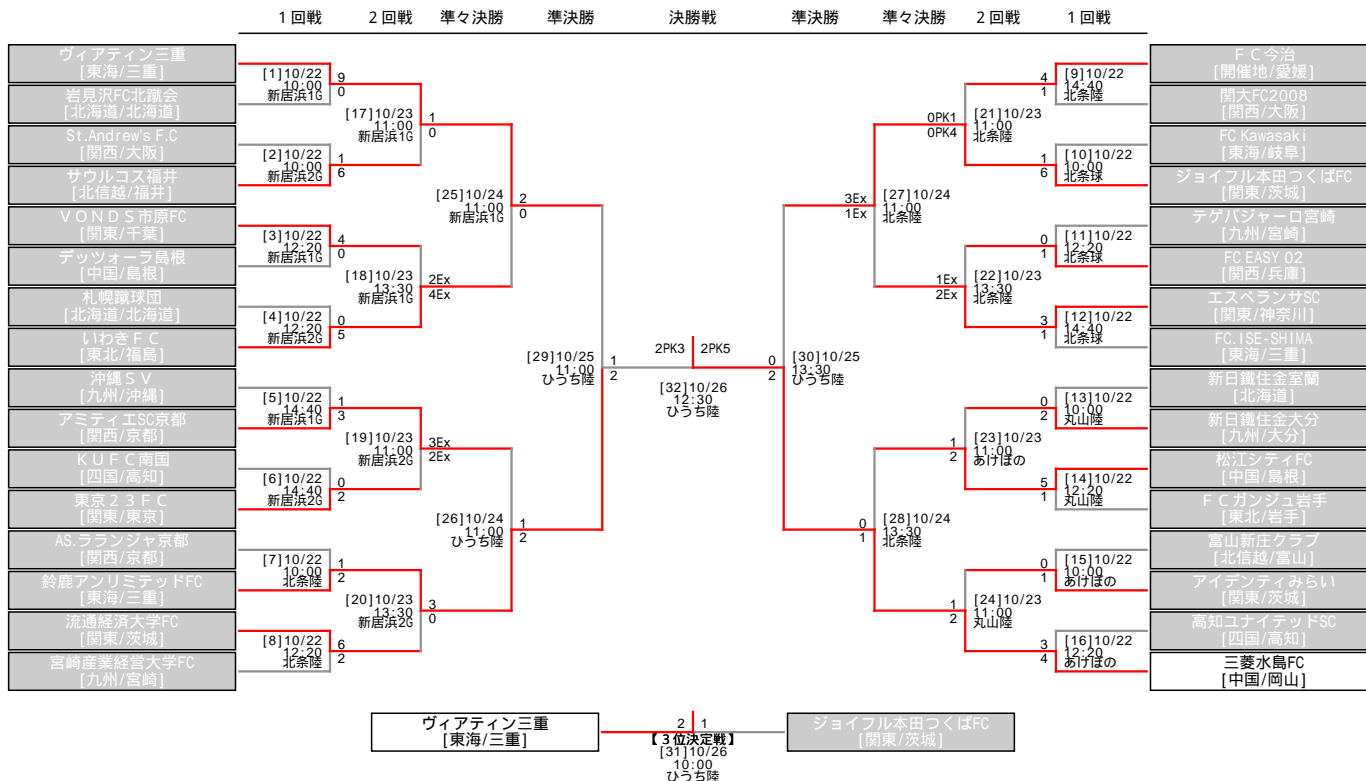 1回戦 2回戦 準々決勝 準決勝 決勝戦 準決勝 準々決勝 2回戦 1回戦
ヴィアティン三重
[東海/三重]
岩見沢FC北蹴会
[北海道/北海道]
St.Andrew's F.C
[関西/大阪]
サウルコス福井
[北信越/福井]
ＶＯＮＤＳ市原FC
[関東/千葉]
デッツォーラ島根
[中国/島根]
札幌蹴球団
[北海道/北海道]
いわきＦＣ
[東北/福島]
沖縄ＳＶ
[九州/沖縄]
アミティエSC京都
[関西/京都]
ＫＵＦＣ南国
[四国/高知]
東京２３ＦＣ
[関東/東京]
AS.ラランジャ京都
[関西/京都]
鈴鹿アンリミテッドFC
[東海/三重]
流通経済大学FC
[関東/茨城]
宮崎産業経営大学FC
[九州/宮崎]
[1]10/22
10:00
新居浜1G
9
0
[2]10/22
10:00
新居浜2G
1
6
[3]10/22
12:20
新居浜1G
4
0
[4]10/22
12:20
新居浜2G
0
5
[5]10/22
14:40
新居浜1G
1
3
[6]10/22
14:40
新居浜2G
0
2
[7]10/22
10:00
北条陸
1
2
[8]10/22
12:20
北条陸
6
2
[17]10/23
11:00
新居浜1G
1
0
[18]10/23
13:30
新居浜1G
2Ex
4Ex
[19]10/23
11:00
新居浜2G
3Ex
2Ex
[20]10/23
13:30
新居浜2G
3
0
[25]10/24
11:00
新居浜1G
2
0
[26]10/24
11:00
ひうち陸
1
2
[29]10/25
11:00
ひうち陸
1
2
2PK3 2PK5
[32]10/26
12:30
ひうち陸
0
2
[30]10/25
13:30
ひうち陸
3Ex
1Ex
[27]10/24
11:00
北条陸
0
1
[28]10/24
13:30
北条陸
0PK1
0PK4
[21]10/23
11:00
北条陸
1Ex
2Ex
[22]10/23
13:30
北条陸
1
2
[23]10/23
11:00
あけぼの
1
2
[24]10/23
11:00
丸山陸
4
1
[9]10/22
14:40
北条陸
1
6
[10]10/22
10:00
北条球
0
1
[11]10/22
12:20
北条球
3
1
[12]10/22
14:40
北条球
0
2
[13]10/22
10:00
丸山陸
5
1
[14]10/22
12:20
丸山陸
0
1
[15]10/22
10:00
あけぼの
3
4
[16]10/22
12:20
あけぼの
ＦＣ今治
[開催地/愛媛]
関大FC2008
[関西/大阪]
FC Kawasaki
[東海/岐阜]
ジョイフル本田つくばFC
[関東/茨城]
テゲバジャーロ宮崎
[九州/宮崎]
FC EASY 02
[関西/兵庫]
エスペランサSC
[関東/神奈川]
FC.ISE-SHIMA
[東海/三重]
新日鐵住金室蘭
[北海道]
新日鐵住金大分
[九州/大分]
松江シティFC
[中国/島根]
ＦＣガンジュ岩手
[東北/岩手]
富山新庄クラブ
[北信越/富山]
アイデンティみらい
[関東/茨城]
高知ユナイテッドSC
[四国/高知]
三菱水島FC
[中国/岡山]
ヴィアティン三重
[東海/三重]
2 1
【３位決定戦】
[31]10/26
10:00
ひうち陸
ジョイフル本田つくばFC
[関東/茨城]